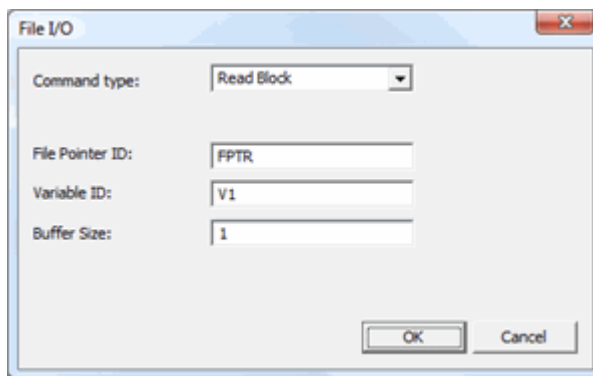 File I/O
Command type: Read Block
File Pointer ID: FPTR
Variable ID: V1
Buffer Size: 1
OK Cancel